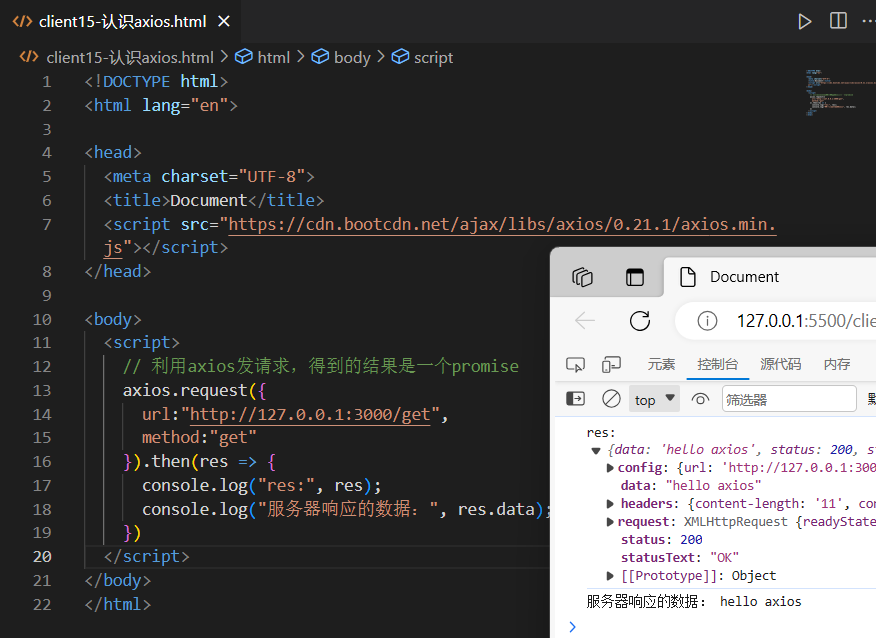 client15-认识axios.html
client15-认识axios.html > html > body > script
1 <!DOCTYPE html>
2 <html lang="en">
3
4 <head>
5 <meta charset="UTF-8">
6 <title>Document</title>
7 <script src="https://cdn.bootcdn.net/ajax/libs/axios/0.21.1/axios.min.
js"></script>
8 </head>
9
10 <body>
11 <script>
12 // 利用axios发请求，得到的结果是一个promise
13 axios.request({
14 url:"http://127.0.0.1:3000/get",
15 method:"get"
16 }).then(res => {
17 console.log("res:", res);
18 console.log("服务器响应的数据：", res.data);
19 })
20 </script>
21 </body>
22 </html>
Document
127.0.0.1:5500/clie
元素 控制台 源代码 内存
top 筛选器
res:
{data: 'hello axios', status: 200, st
config: {url: 'http://127.0.0.1:300
data: "hello axios"
headers: {content-length: '11', con
request: XMLHttpRequest {readyState
status: 200
statusText: "OK"
[[Prototype]]: Object
服务器响应的数据： hello axios